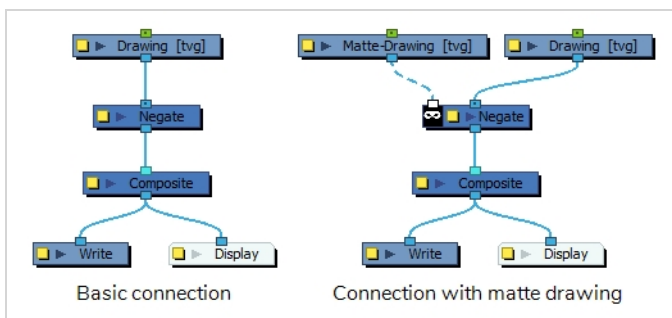 Drawing [tvg]
Negate
Composite
Write
Display
Basic connection
Matte-Drawing [tvg]
Drawing [tvg]
Negate
Composite
Write
Display
Connection with matte drawing